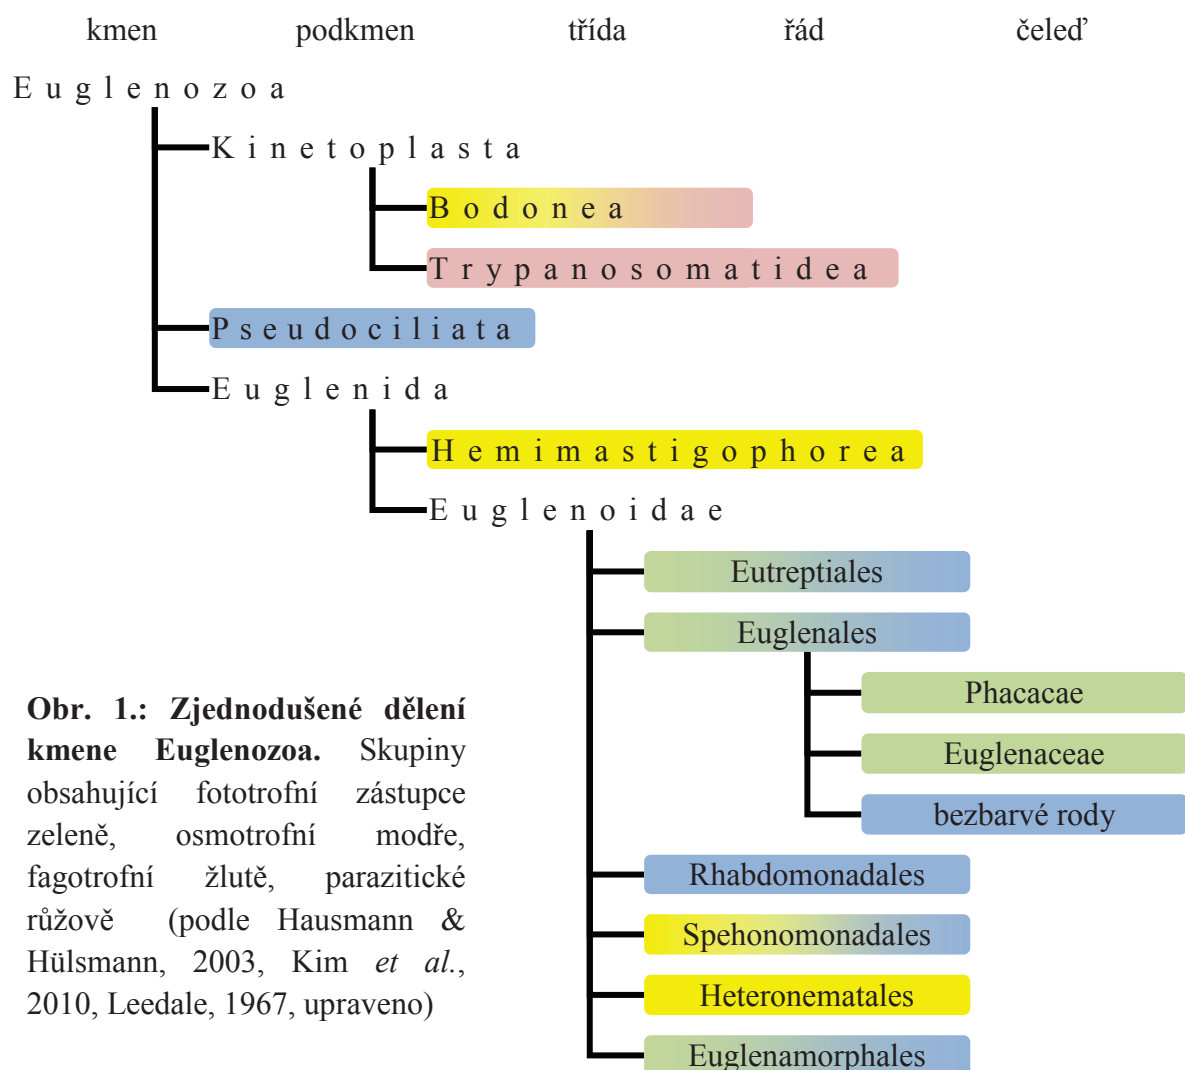 kmen podkmen třída řád čeleď
Euglenozoa
Kinetoplasta
Bodonea
Trypanosomatidea
Pseudociliata
Euglenida
Hemimastigophorea
Euglenoidae
Eutreptiales
Euglenales
Phacacae
Euglenaceae
bezbarvé rody
Rhabdomonadales
Spehonomonadales
Heteronematales
Euglenamorphales
Obr. 1.: Zjednodušené dělení
kmene Euglenozoa. Skupiny
obsahující fototrofní zástupce
zeleně, osmotrofní modře,
fagotrofní žlutě, parazitické
růžově (podle Hausmann &
Hülsmann, 2003, Kim et al.,
2010, Leedale, 1967, upraveno)